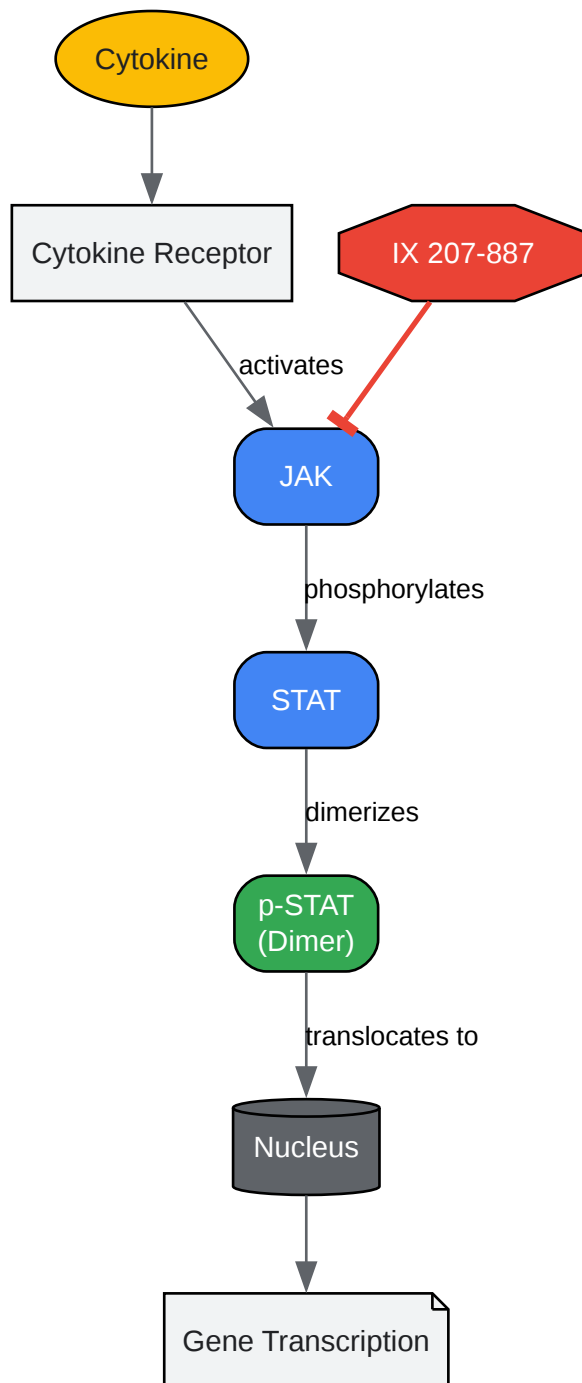 Cytokine
Cytokine Receptor
IX 207-887
activates
JAK
phosphorylates
STAT
dimerizes
p-STAT
(Dimer)
translocates to
Nucleus
Gene Transcription